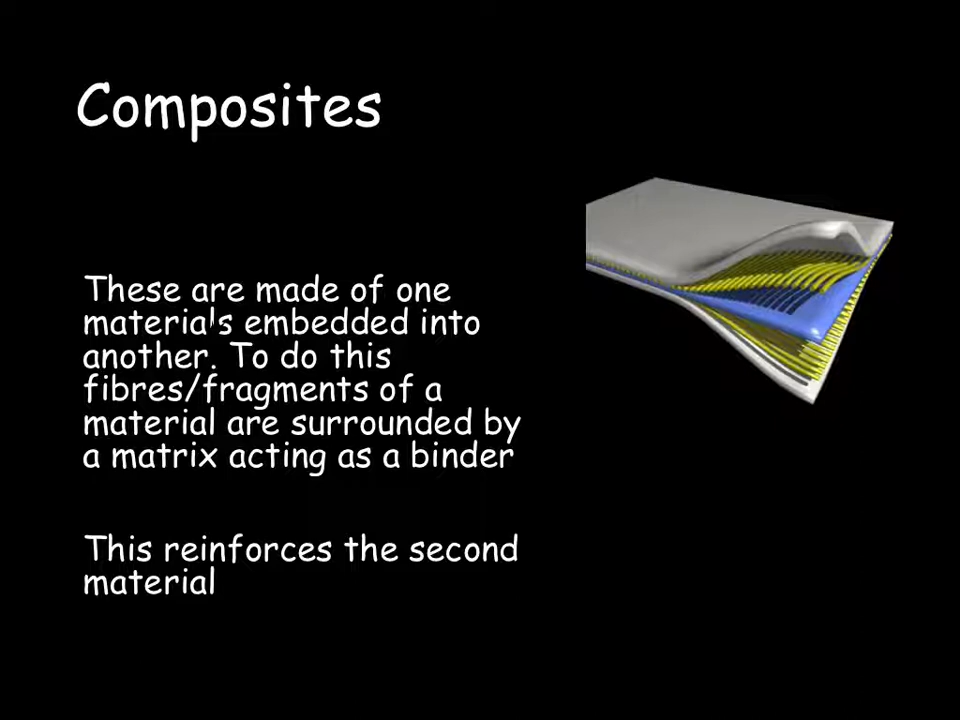 Composites
These are made of one
materials embedded into
another. To do this
fibres/fragments of a
material are surrounded by
a matrix acting as a binder
This reinforces the second
material